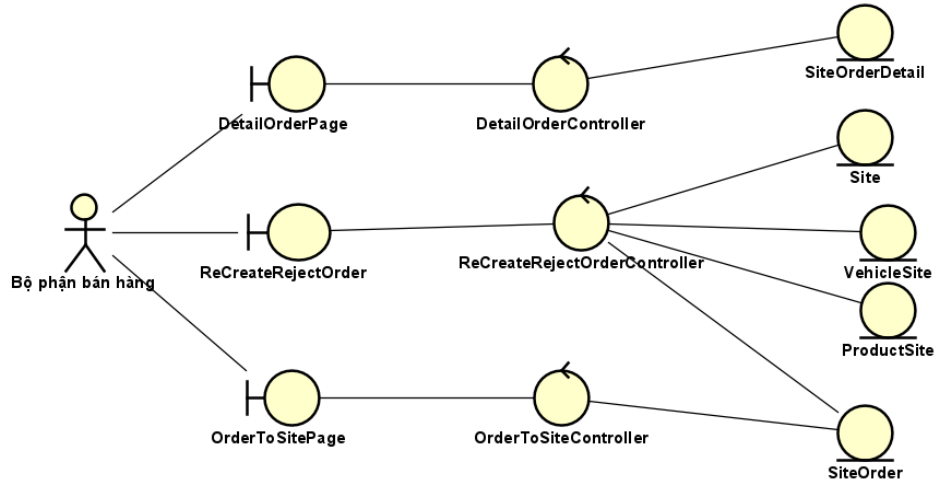 SiteOrderDetail
DetailOrderPage
DetailOrderController
Site
Bộ phận bán hàng
ReCreateRejectOrder
ReCreateRejectOrderController
VehicleSite
ProductSite
OrderToSitePage
OrderToSiteController
SiteOrder